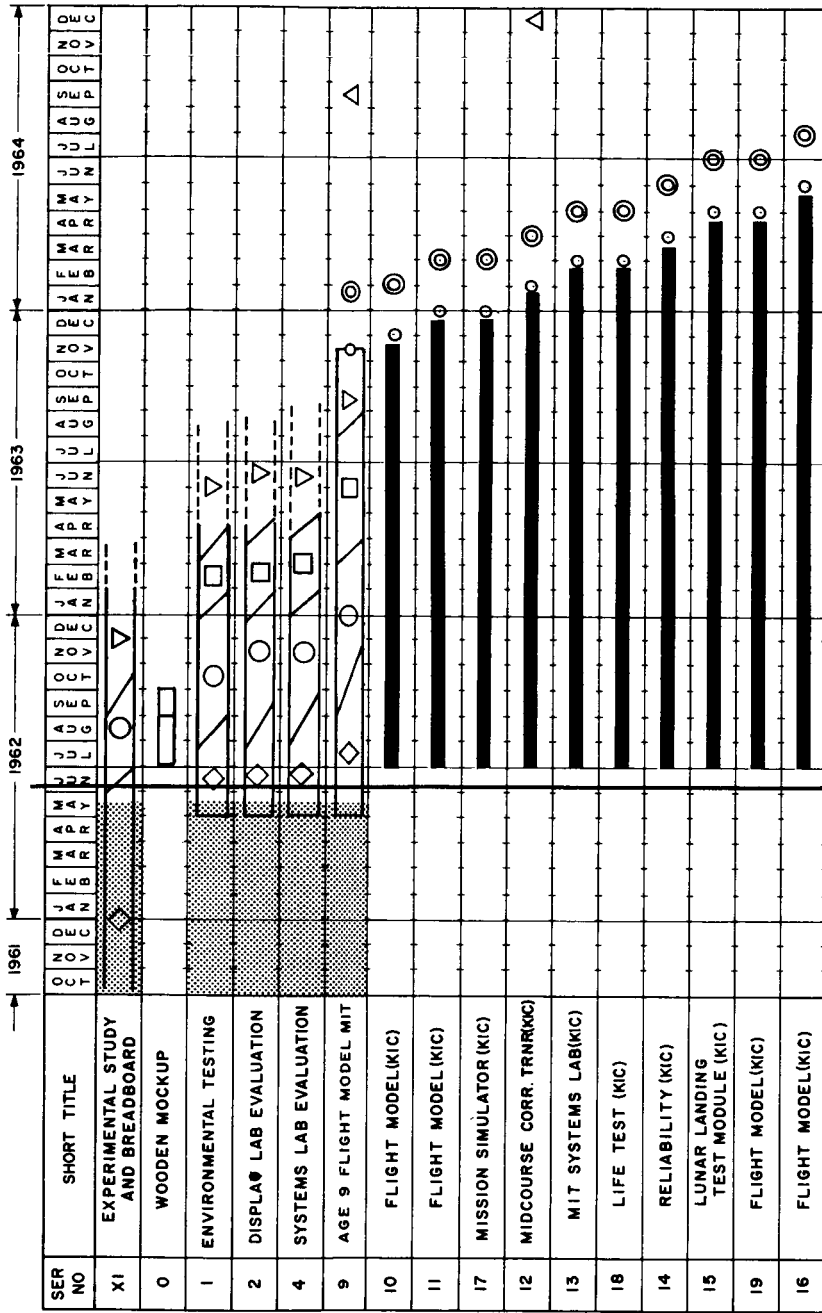 1961 1962 1963 1964
SER NO
SHORT TITLE
OCT NOV DEC JAN FEB MAR APR MAY JUN JUL AUG SEP OCT NOV DEC JAN FEB MAR APR MAY JUN JUL AUG SEP OCT NOV DEC JAN FEB MAR APR MAY JUN JUL AUG SEP OCT NOV DEC
XI EXPERIMENTAL STUDY
AND BREADBOARD
0 WOODEN MOCKUP
1 ENVIRONMENTAL TESTING
2 DISPLAY LAB EVALUATION
4 SYSTEMS LAB EVALUATION
9 AGE 9 FLIGHT MODEL MIT
10 FLIGHT MODEL (KIC)
11 FLIGHT MODEL (KIC)
17 MISSION SIMULATOR (KIC)
12 MIDCOURSE CORR. TRNR(KIC)
13 MIT SYSTEMS LAB(KIC)
18 LIFE TEST (KIC)
14 RELIABILITY (KIC)
15 LUNAR LANDING
TEST MODULE (KIC)
19 FLIGHT MODEL(KIC)
16 FLIGHT MODEL(KIC)